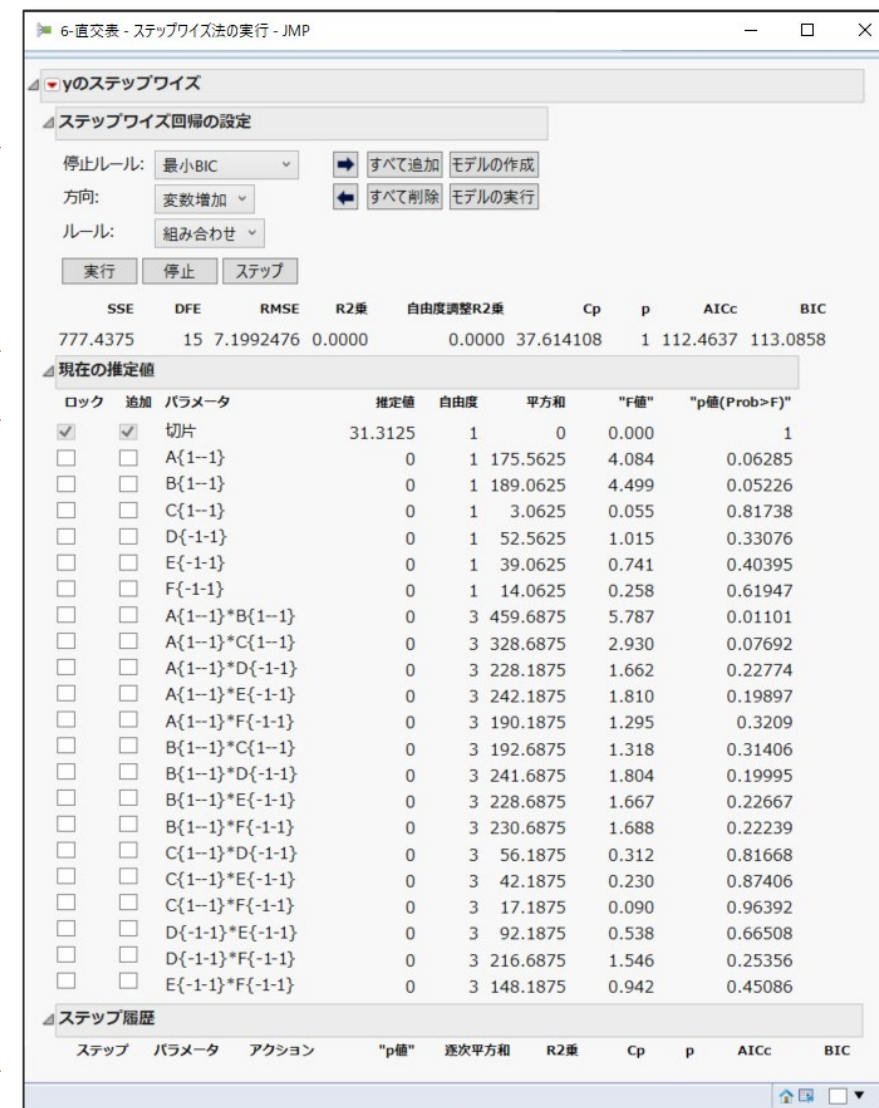 6-直交表 - ステップワイズ法の実行 - JMP
yのステップワイズ
ステップワイズ回帰の設定
停止ルール: 最小BIC すべて追加 モデルの作成
方向: 変数増加 すべて削除 モデルの実行
ルール: 組み合わせ
実行 停止 ステップ
SSE DFE RMSE R2乗 自由度調整R2乗 Cp p AICc BIC
777.4375 15 7.1992476 0.0000 0.0000 37.614108 1 112.4637 113.0858
現在の推定値
ロック 追加 パラメータ 推定値 自由度 平方和 "F値" "p値(Prob>F)"
切片 31.3125 1 0 0.000 1
A{1--1} 0 1 175.5625 4.084 0.06285
B{1--1} 0 1 189.0625 4.499 0.05226
C{1--1} 0 1 3.0625 0.055 0.81738
D{-1-1} 0 1 52.5625 1.015 0.33076
E{-1-1} 0 1 39.0625 0.741 0.40395
F{-1-1} 0 1 14.0625 0.258 0.61947
A{1--1}*B{1--1} 0 3 459.6875 5.787 0.01101
A{1--1}*C{1--1} 0 3 328.6875 2.930 0.07692
A{1--1}*D{-1-1} 0 3 228.1875 1.662 0.22774
A{1--1}*E{-1-1} 0 3 242.1875 1.810 0.19897
A{1--1}*F{-1-1} 0 3 190.1875 1.295 0.3209
B{1--1}*C{1--1} 0 3 192.6875 1.318 0.31406
B{1--1}*D{-1-1} 0 3 241.6875 1.804 0.19995
B{1--1}*E{-1-1} 0 3 228.6875 1.667 0.22667
B{1--1}*F{-1-1} 0 3 230.6875 1.688 0.22239
C{1--1}*D{-1-1} 0 3 56.1875 0.312 0.81668
C{1--1}*E{-1-1} 0 3 42.1875 0.230 0.87406
C{1--1}*F{-1-1} 0 3 17.1875 0.090 0.96392
D{-1-1}*E{-1-1} 0 3 92.1875 0.538 0.66508
D{-1-1}*F{-1-1} 0 3 216.6875 1.546 0.25356
E{-1-1}*F{-1-1} 0 3 148.1875 0.942 0.45086
ステップ履歴
ステップ パラメータ アクション "p値" 逐次平方和 R2乗 Cp p AICc BIC